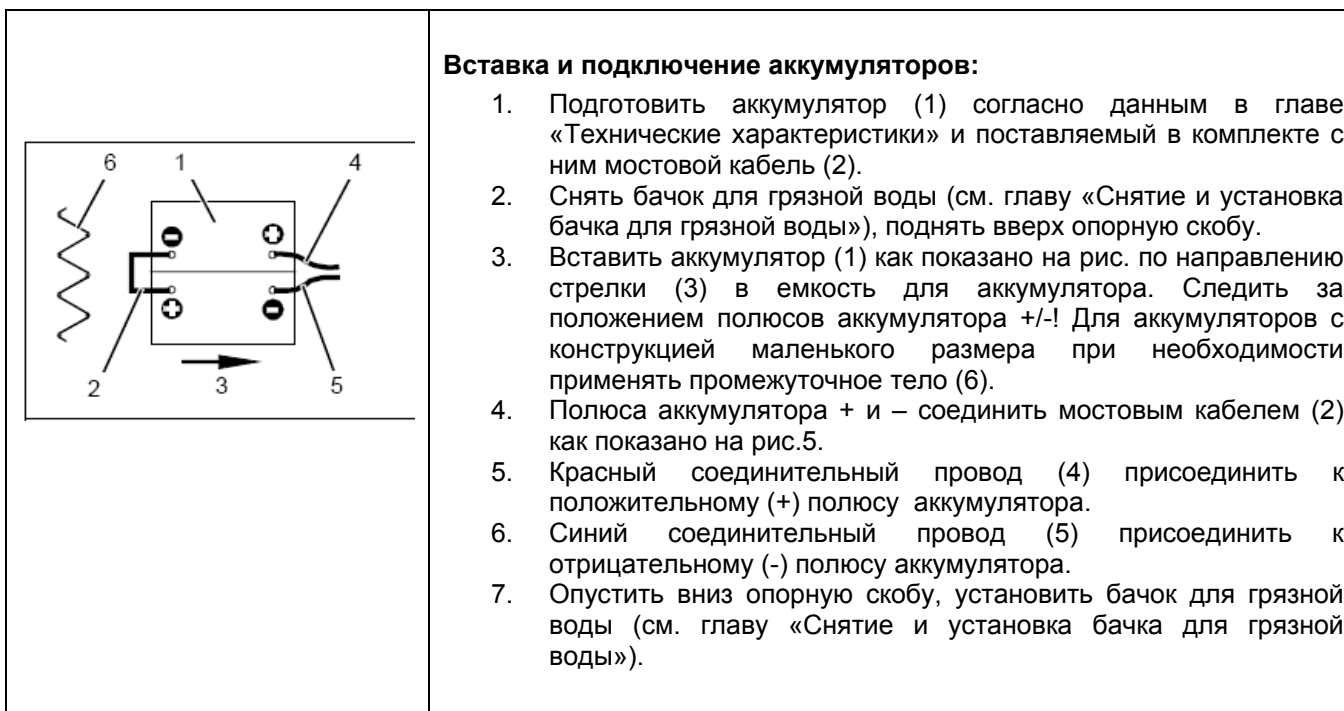 6 1 4
2 3 5
Вставка и подключение аккумуляторов:
1. Подготовить аккумулятор (1) согласно данным в главе
«Технические характеристики» и поставляемый в комплекте с
ним мостовой кабель (2).
2. Снять бачок для грязной воды (см. главу «Снятие и установка
бачка для грязной воды»), поднять вверх опорную скобу.
3. Вставить аккумулятор (1) как показано на рис. по направлению
стрелки (3) в емкость для аккумулятора. Следить за
положением полюсов аккумулятора +/-! Для аккумуляторов с
конструкцией маленького размера при необходимости
применять промежуточное тело (6).
4. Полюса аккумулятора + и – соединить мостовым кабелем (2)
как показано на рис.5.
5. Красный соединительный провод (4) присоединить к
положительному (+) полюсу аккумулятора.
6. Синий соединительный провод (5) присоединить к
отрицательному (-) полюсу аккумулятора.
7. Опустить вниз опорную скобу, установить бачок для грязной
воды (см. главу «Снятие и установка бачка для грязной
воды»).